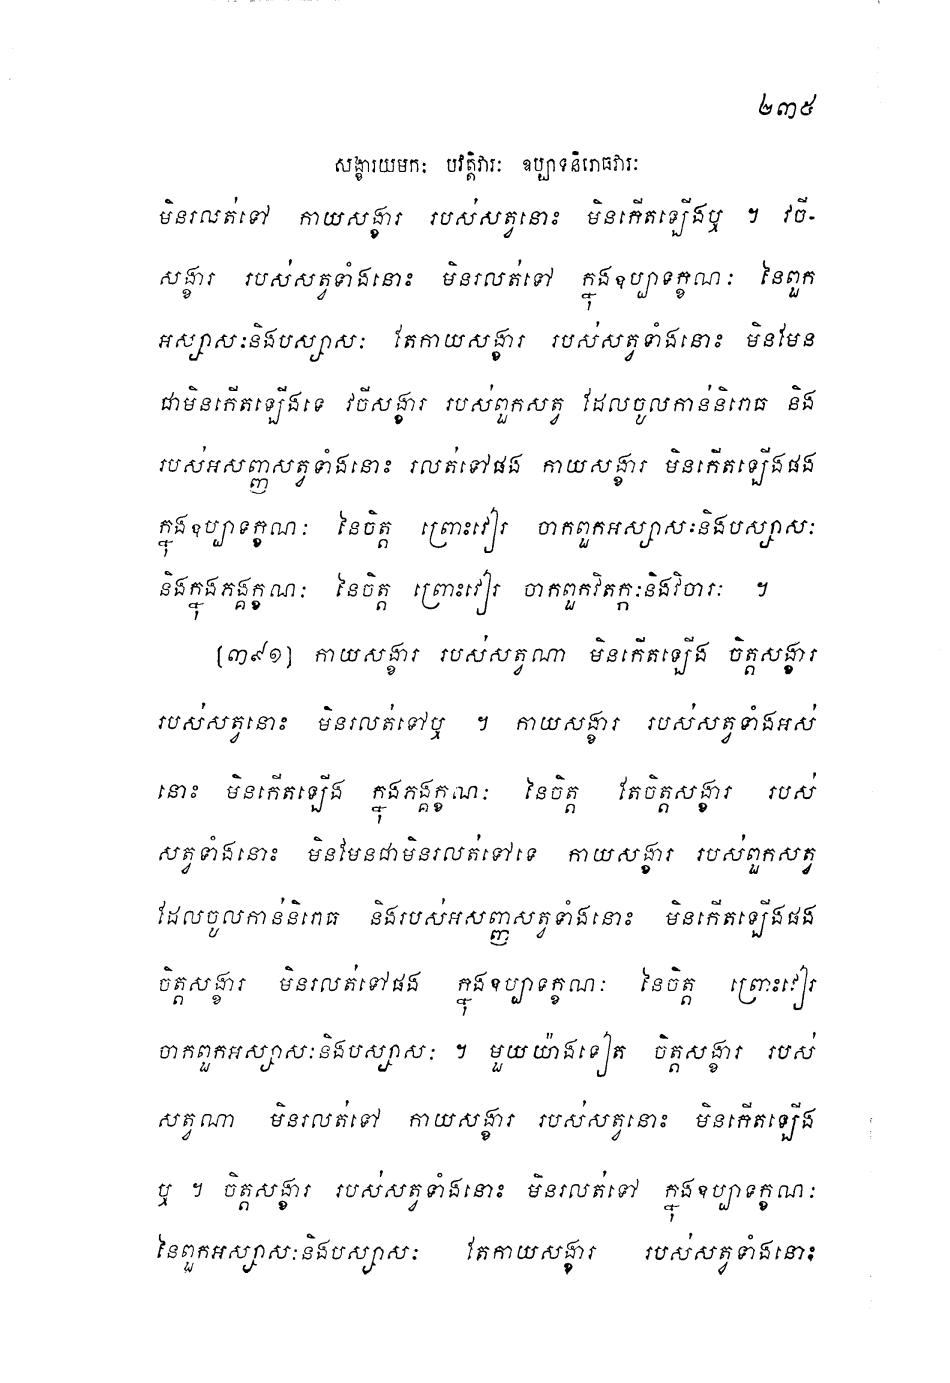 ២៣៥
សង្ខារយមកៈ បវត្តិវារៈ ឧប្បាទនិរោធវារៈ
មិនរលត់ទៅ កាយសង្ខារ របស់សត្វនោះ មិនកើតឡើងឬ ។ វចី-
សង្ខារ របស់សត្វទាំងនោះ មិនរលត់ទៅ ក្នុងឧប្បាទក្ខណៈ នៃពួក
អស្សាសៈនិងបស្សាសៈ តែកាយសង្ខារ របស់សត្វទាំងនោះ មិនមែន
ជាមិនកើតឡើងទេ វចីសង្ខារ របស់ពួកសត្វ ដែលចូលកាន់និរោធ និង
របស់អសញ្ញសត្វទាំងនោះ រលត់ទៅផង កាយសង្ខារ មិនកើតឡើងផង
ក្នុងឧប្បាទក្ខណៈ នៃចិត្ត ព្រោះវៀរ ចាកពួកអស្សាសៈនិងបស្សាសៈ
និងក្នុងភង្គក្ខណៈ នៃចិត្ត ព្រោះវៀរ ចាកពួកវិតក្កៈនិងវិចារៈ ។
[៣៩១] កាយសង្ខារ របស់សត្វណា មិនកើតឡើង ចិត្តសង្ខារ
របស់សត្វនោះ មិនរលត់ទៅឬ ។ កាយសង្ខារ របស់សត្វទាំងអស់
នោះ មិនកើតឡើង ក្នុងភង្គក្ខណៈ នៃចិត្ត តែចិត្តសង្ខារ របស់
សត្វទាំងនោះ មិនមែនជាមិនរលត់ទៅទេ កាយសង្ខារ របស់ពួកសត្វ
ដែលចូលកាន់និរោធ និងរបស់អសញ្ញសត្វទាំងនោះ មិនកើតឡើងផង
ចិត្តសង្ខារ មិនរលត់ទៅផង ក្នុងឧប្បាទក្ខណៈ នៃចិត្ត ព្រោះវៀរ
ចាកពួកអស្សាសៈនិងបស្សាសៈ ។ មួយយ៉ាងទៀត ចិត្តសង្ខារ របស់
សត្វណា មិនរលត់ទៅ កាយសង្ខារ របស់សត្វនោះ មិនកើតឡើង
ឬ ។ ចិត្តសង្ខារ របស់សត្វទាំងនោះ មិនរលត់ទៅ ក្នុងឧប្បាទក្ខណៈ
នៃពួកអស្សាសៈនិងបស្សាសៈ តែកាយសង្ខារ របស់សត្វទាំងនោះ